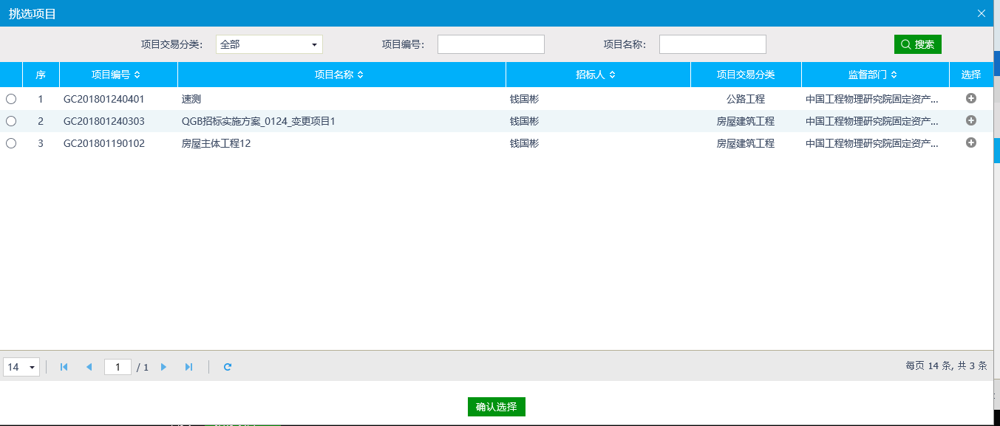 挑选项目
项目交易分类： 全部 项目编号： 项目名称： 搜索
序 项目编号 项目名称 招标人 项目交易分类 监督部门 选择
1 GC201801240401 速测 钱国彬 公路工程 中国工程物理研究院固定资产...
2 GC201801240303 QGB招标实施方案_0124_变更项目1 钱国彬 房屋建筑工程 中国工程物理研究院固定资产...
3 GC201801190102 房屋主体工程12 钱国彬 房屋建筑工程 中国工程物理研究院固定资产...
14 1 / 1 每页 14 条, 共 3 条
确认选择